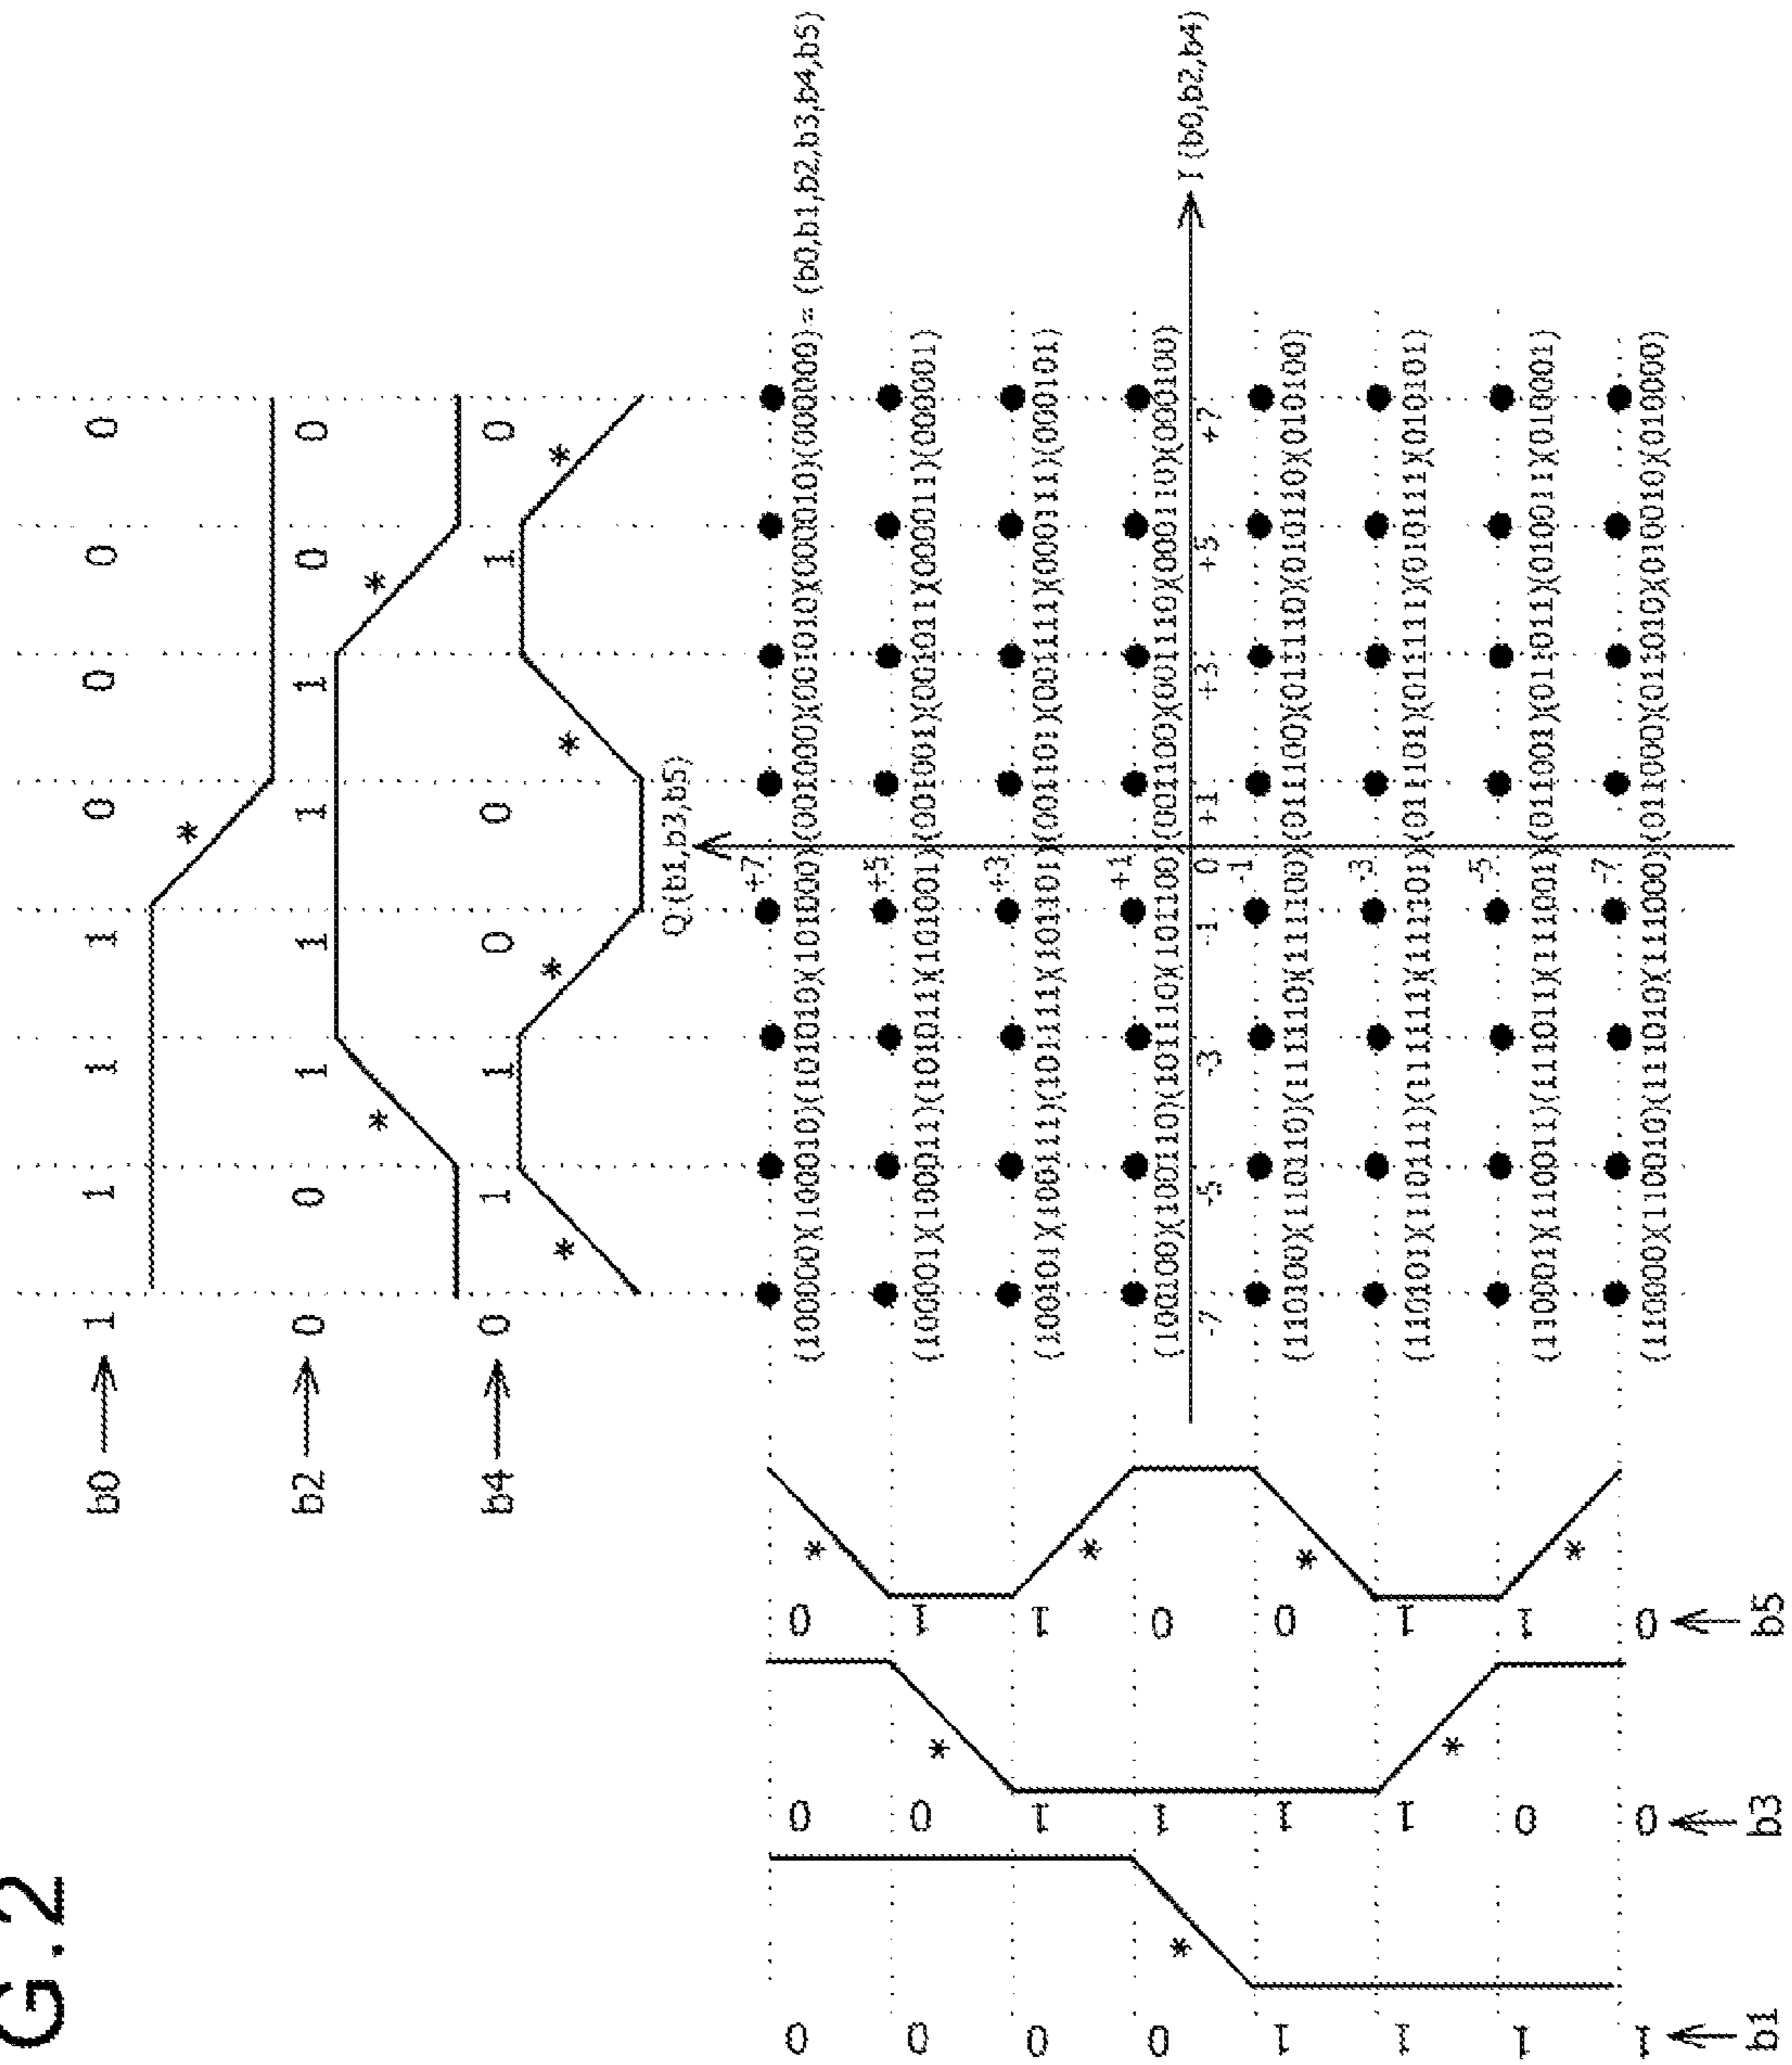 G.2
b0 → 1 1 1 1 0 0 0 0
*
b2 → 0 0 1 1 1 1 0 0
* *
b4 → 0 1 1 0 0 1 1 0
* * * *
Q (b1,b3,b5)
+7
0 0 0 (100000)(100010)(101010)(101000)(001000)(001010)(000010)(000000)= (b0,b1,b2,b3,b4,b5)
*
+5
0 0 1 (100001)(100011)(101011)(101001)(001001)(001011)(000011)(000001)
*
+3
0 1 1 (100101)(100111)(101111)(101101)(001101)(001111)(000111)(000101)
*
+1
0 1 0 (100100)(100110)(101110)(101100)(001100)(001110)(000110)(000100)
*
I (b0,b2,b4)
-7 -5 -3 -1 0 +1 +3 +5 +7
-1
1 1 0 (110100)(110110)(111110)(111100)(011100)(011110)(010110)(010100)
*
-3
1 1 1 (110101)(110111)(111111)(111101)(011101)(011111)(010111)(010101)
*
-5
1 0 1 (110001)(110011)(111011)(111001)(011001)(011011)(010011)(010001)
*
-7
1 0 0 (110000)(110010)(111010)(111000)(011000)(011010)(010010)(010000)
b1 b3 b5